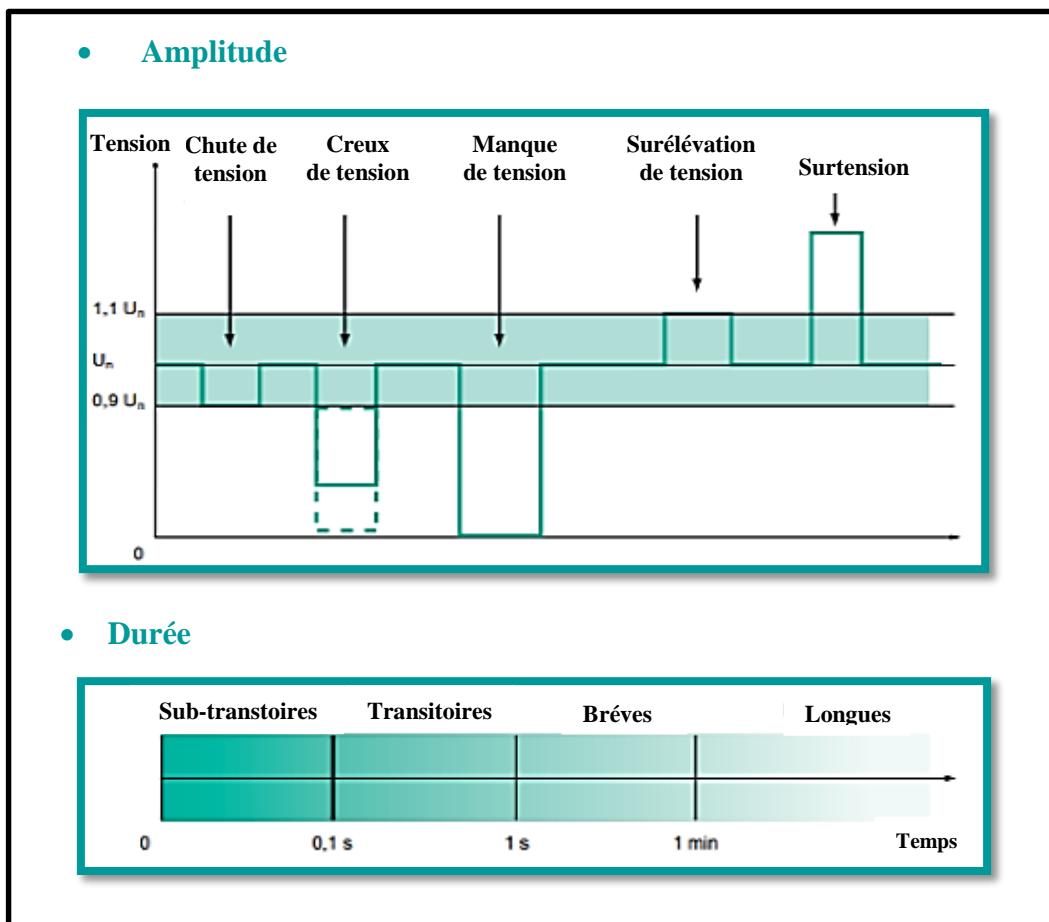 • Amplitude
Tension Chute de tension
Creux de tension
Manque de tension
Surélévation de tension
Surtension
1,1 Un
Un
0,9 Un
0
• Durée
Sub-transtoires Transitoires Bréves Longues
0 0,1 s 1 s 1 min Temps